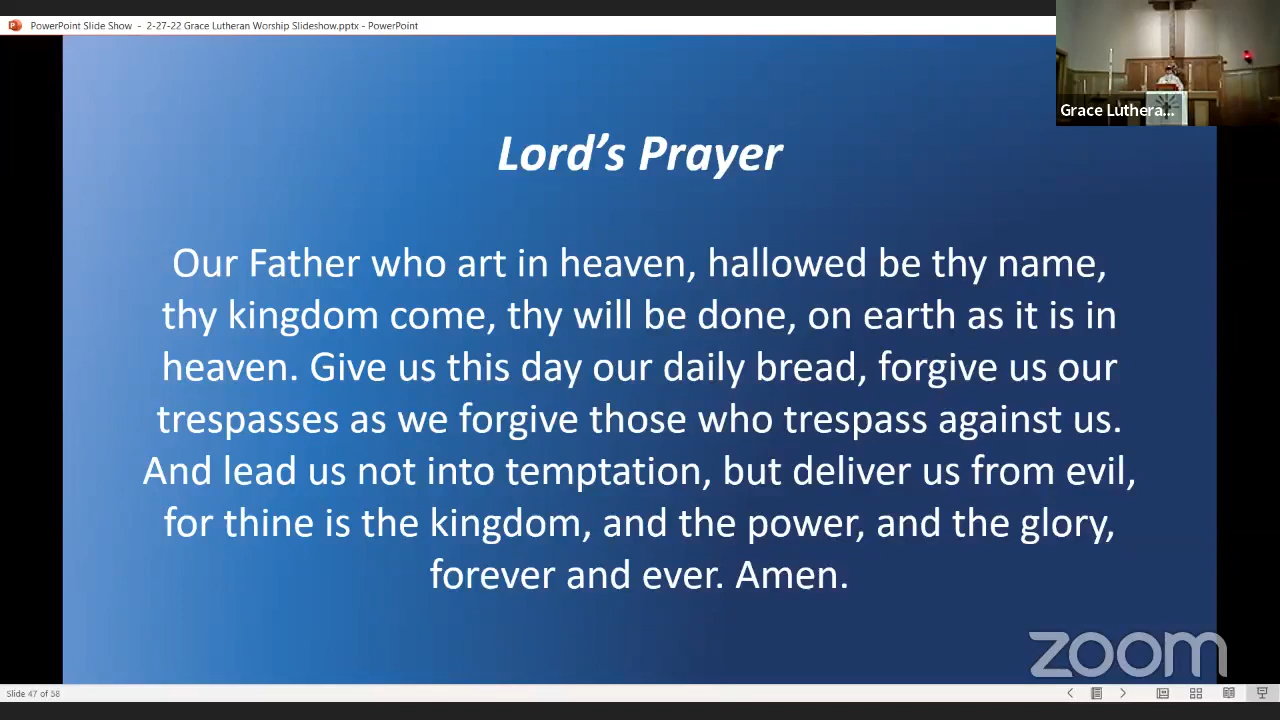 PowerPoint Slide Show - 2-27-22 Grace Lutheran Worship Slideshow.pptx - PowerPoint
Grace Luthera...
Lord's Prayer
Our Father who art in heaven, hallowed be thy name,
thy kingdom come, thy will be done, on earth as it is in
heaven. Give us this day our daily bread, forgive us our
trespasses as we forgive those who trespass against us.
And lead us not into temptation, but deliver us from evil,
for thine is the kingdom, and the power, and the glory,
forever and ever. Amen.
zoom
Slide 47 of 58